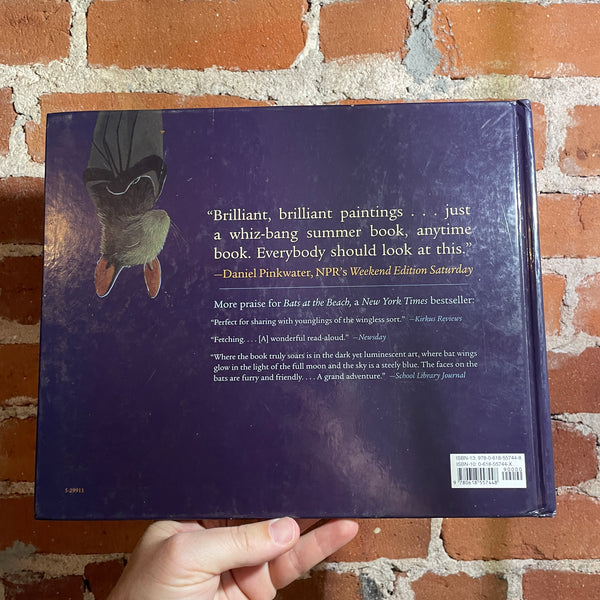 “Brilliant, brilliant paintings . . . just
a whiz-bang summer book, anytime
book. Everybody should look at this.”
—Daniel Pinkwater, NPR’s Weekend Edition Saturday
More praise for Bats at the Beach, a New York Times bestseller:
“Perfect for sharing with younglings of the wingless sort.” —Kirkus Reviews
“Fetching. . . . [A] wonderful read-aloud.” —Newsday
“Where the book truly soars is in the dark yet luminescent art, where bat wings
glow in the light of the full moon and the sky is a steely blue. The faces on the
bats are furry and friendly. . . . A grand adventure.” —School Library Journal
ISBN-13: 978-0-618-55744-8
ISBN-10: 0-618-55744-X
90000
9 780618 557448
5-29911